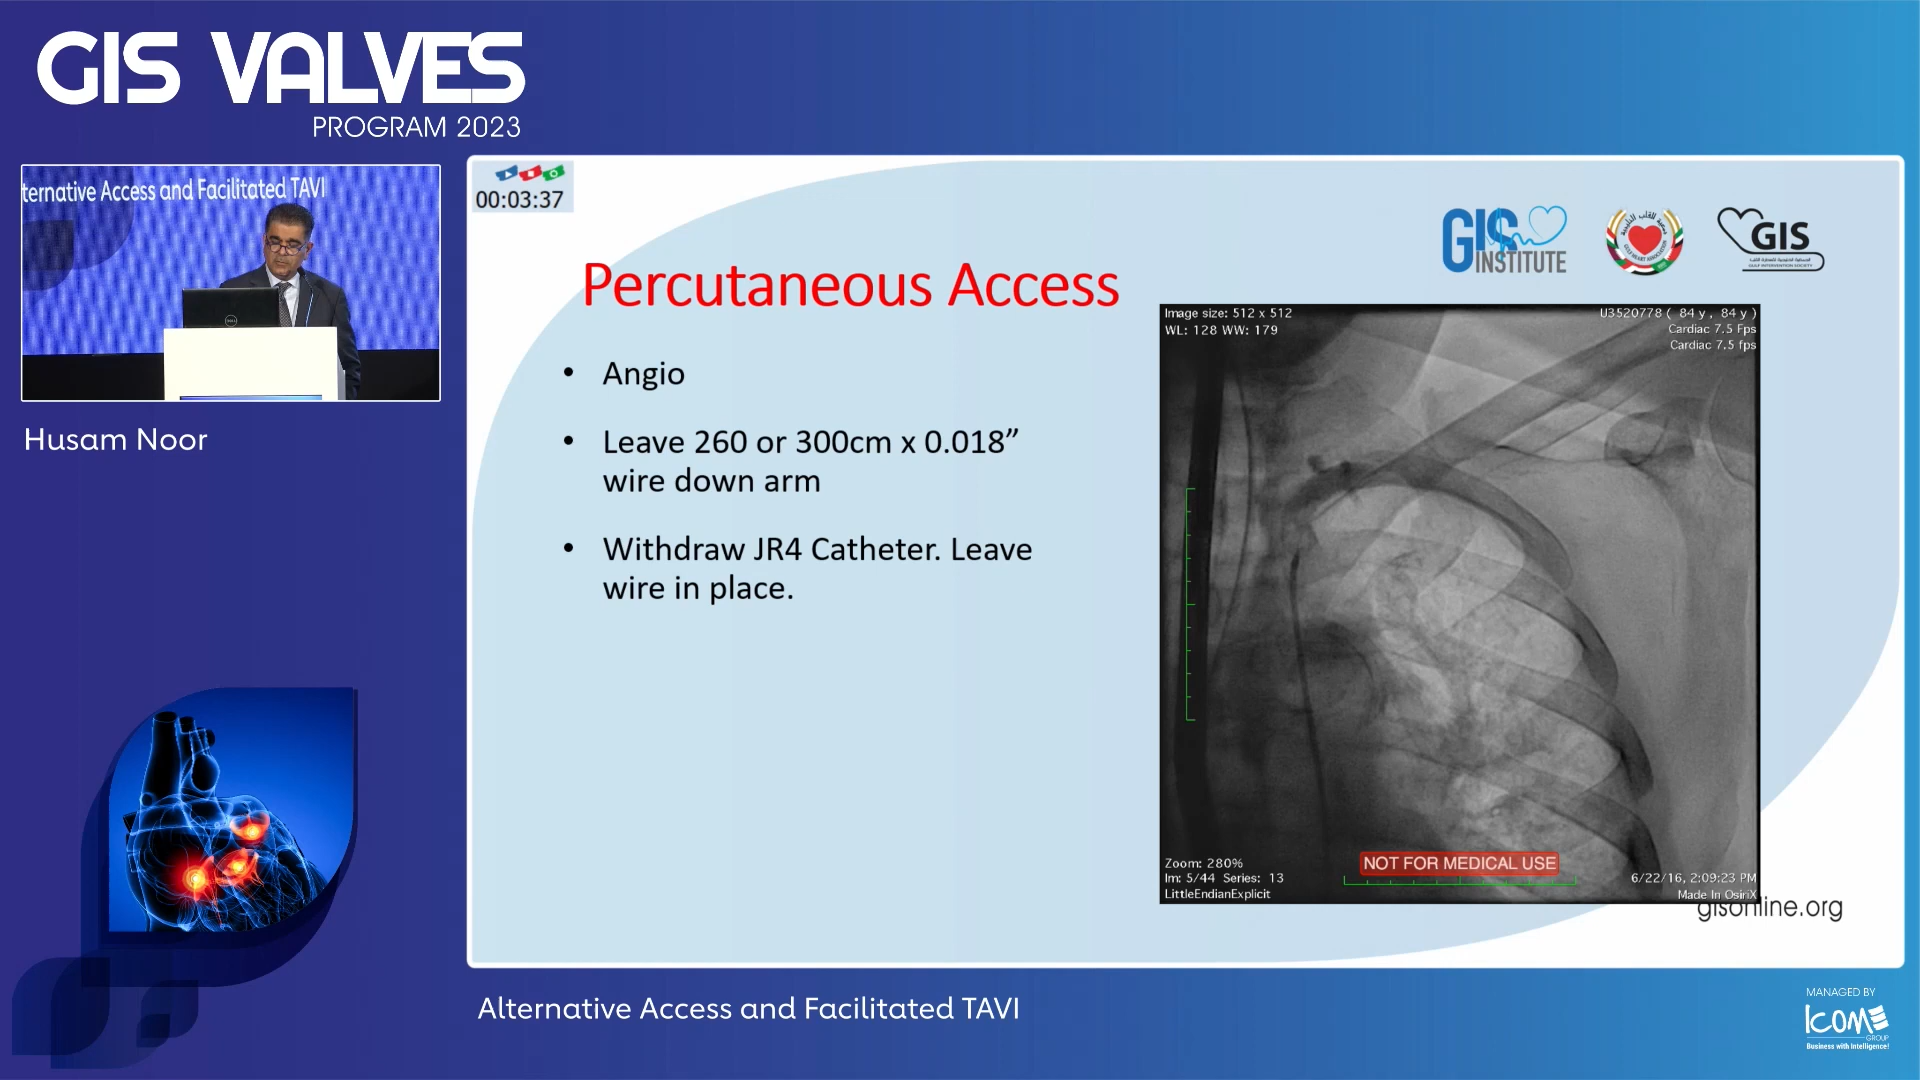 GIS VALVES
PROGRAM 2023
ternative Access and Facilitated TAVI
Husam Noor
00:03:37
GIS
INSTITUTE
GIS
Percutaneous Access
• Angio
• Leave 260 or 300cm x 0.018”
wire down arm
• Withdraw JR4 Catheter. Leave
wire in place.
Image size: 512 x 512
WL: 128 WW: 179
U3520778 ( 84 y , 84 y )
Cardiac 7.5 Fps
Cardiac 7.5 fps
Zoom: 280%
Im: 5/44 Series: 13
LittleEndianExplicit
NOT FOR MEDICAL USE
6/22/16, 2:09:23 PM
Made In OsiriX
gisonline.org
Alternative Access and Facilitated TAVI
MANAGED BY
ICOM
GROUP
Business with Intelligence!